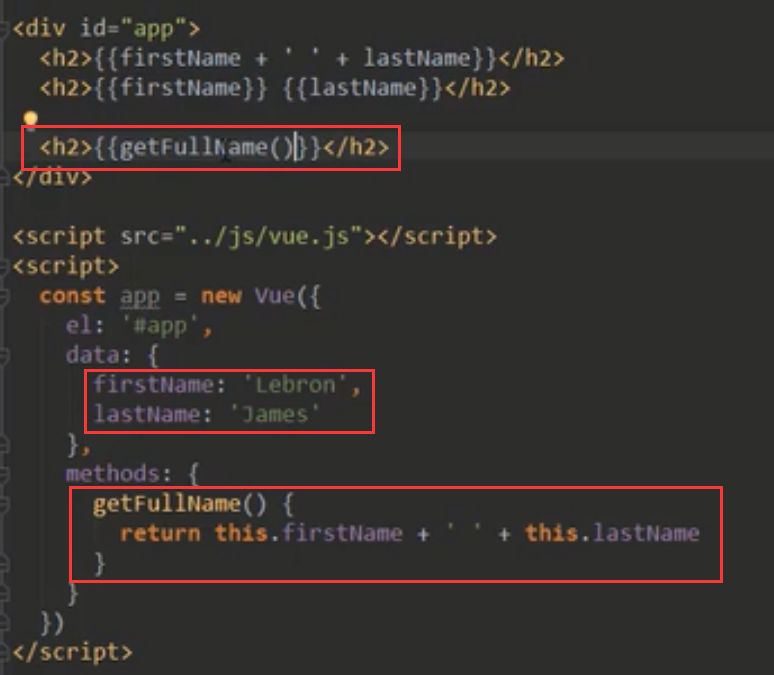 <div id="app">
<h2>{{firstName + ' ' + lastName}}</h2>
<h2>{{firstName}} {{lastName}}</h2>
<h2>{{getFullName()}}</h2>
</div>
<script src="../js/vue.js"></script>
<script>
const app = new Vue({
el: '#app',
data: {
firstName: 'Lebron',
lastName: 'James'
},
methods: {
getFullName() {
return this.firstName + ' ' + this.lastName
}
}
})
</script>